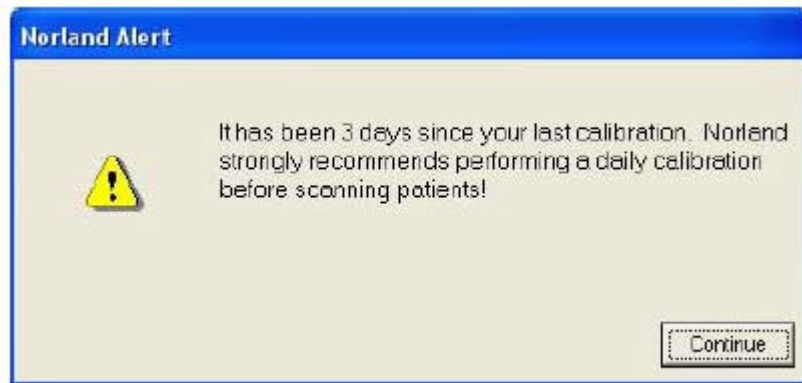 Norland Alert
It has been 3 days since your last calibration. Norland
strongly recommends performing a daily calibration
before scanning patients!
Continue